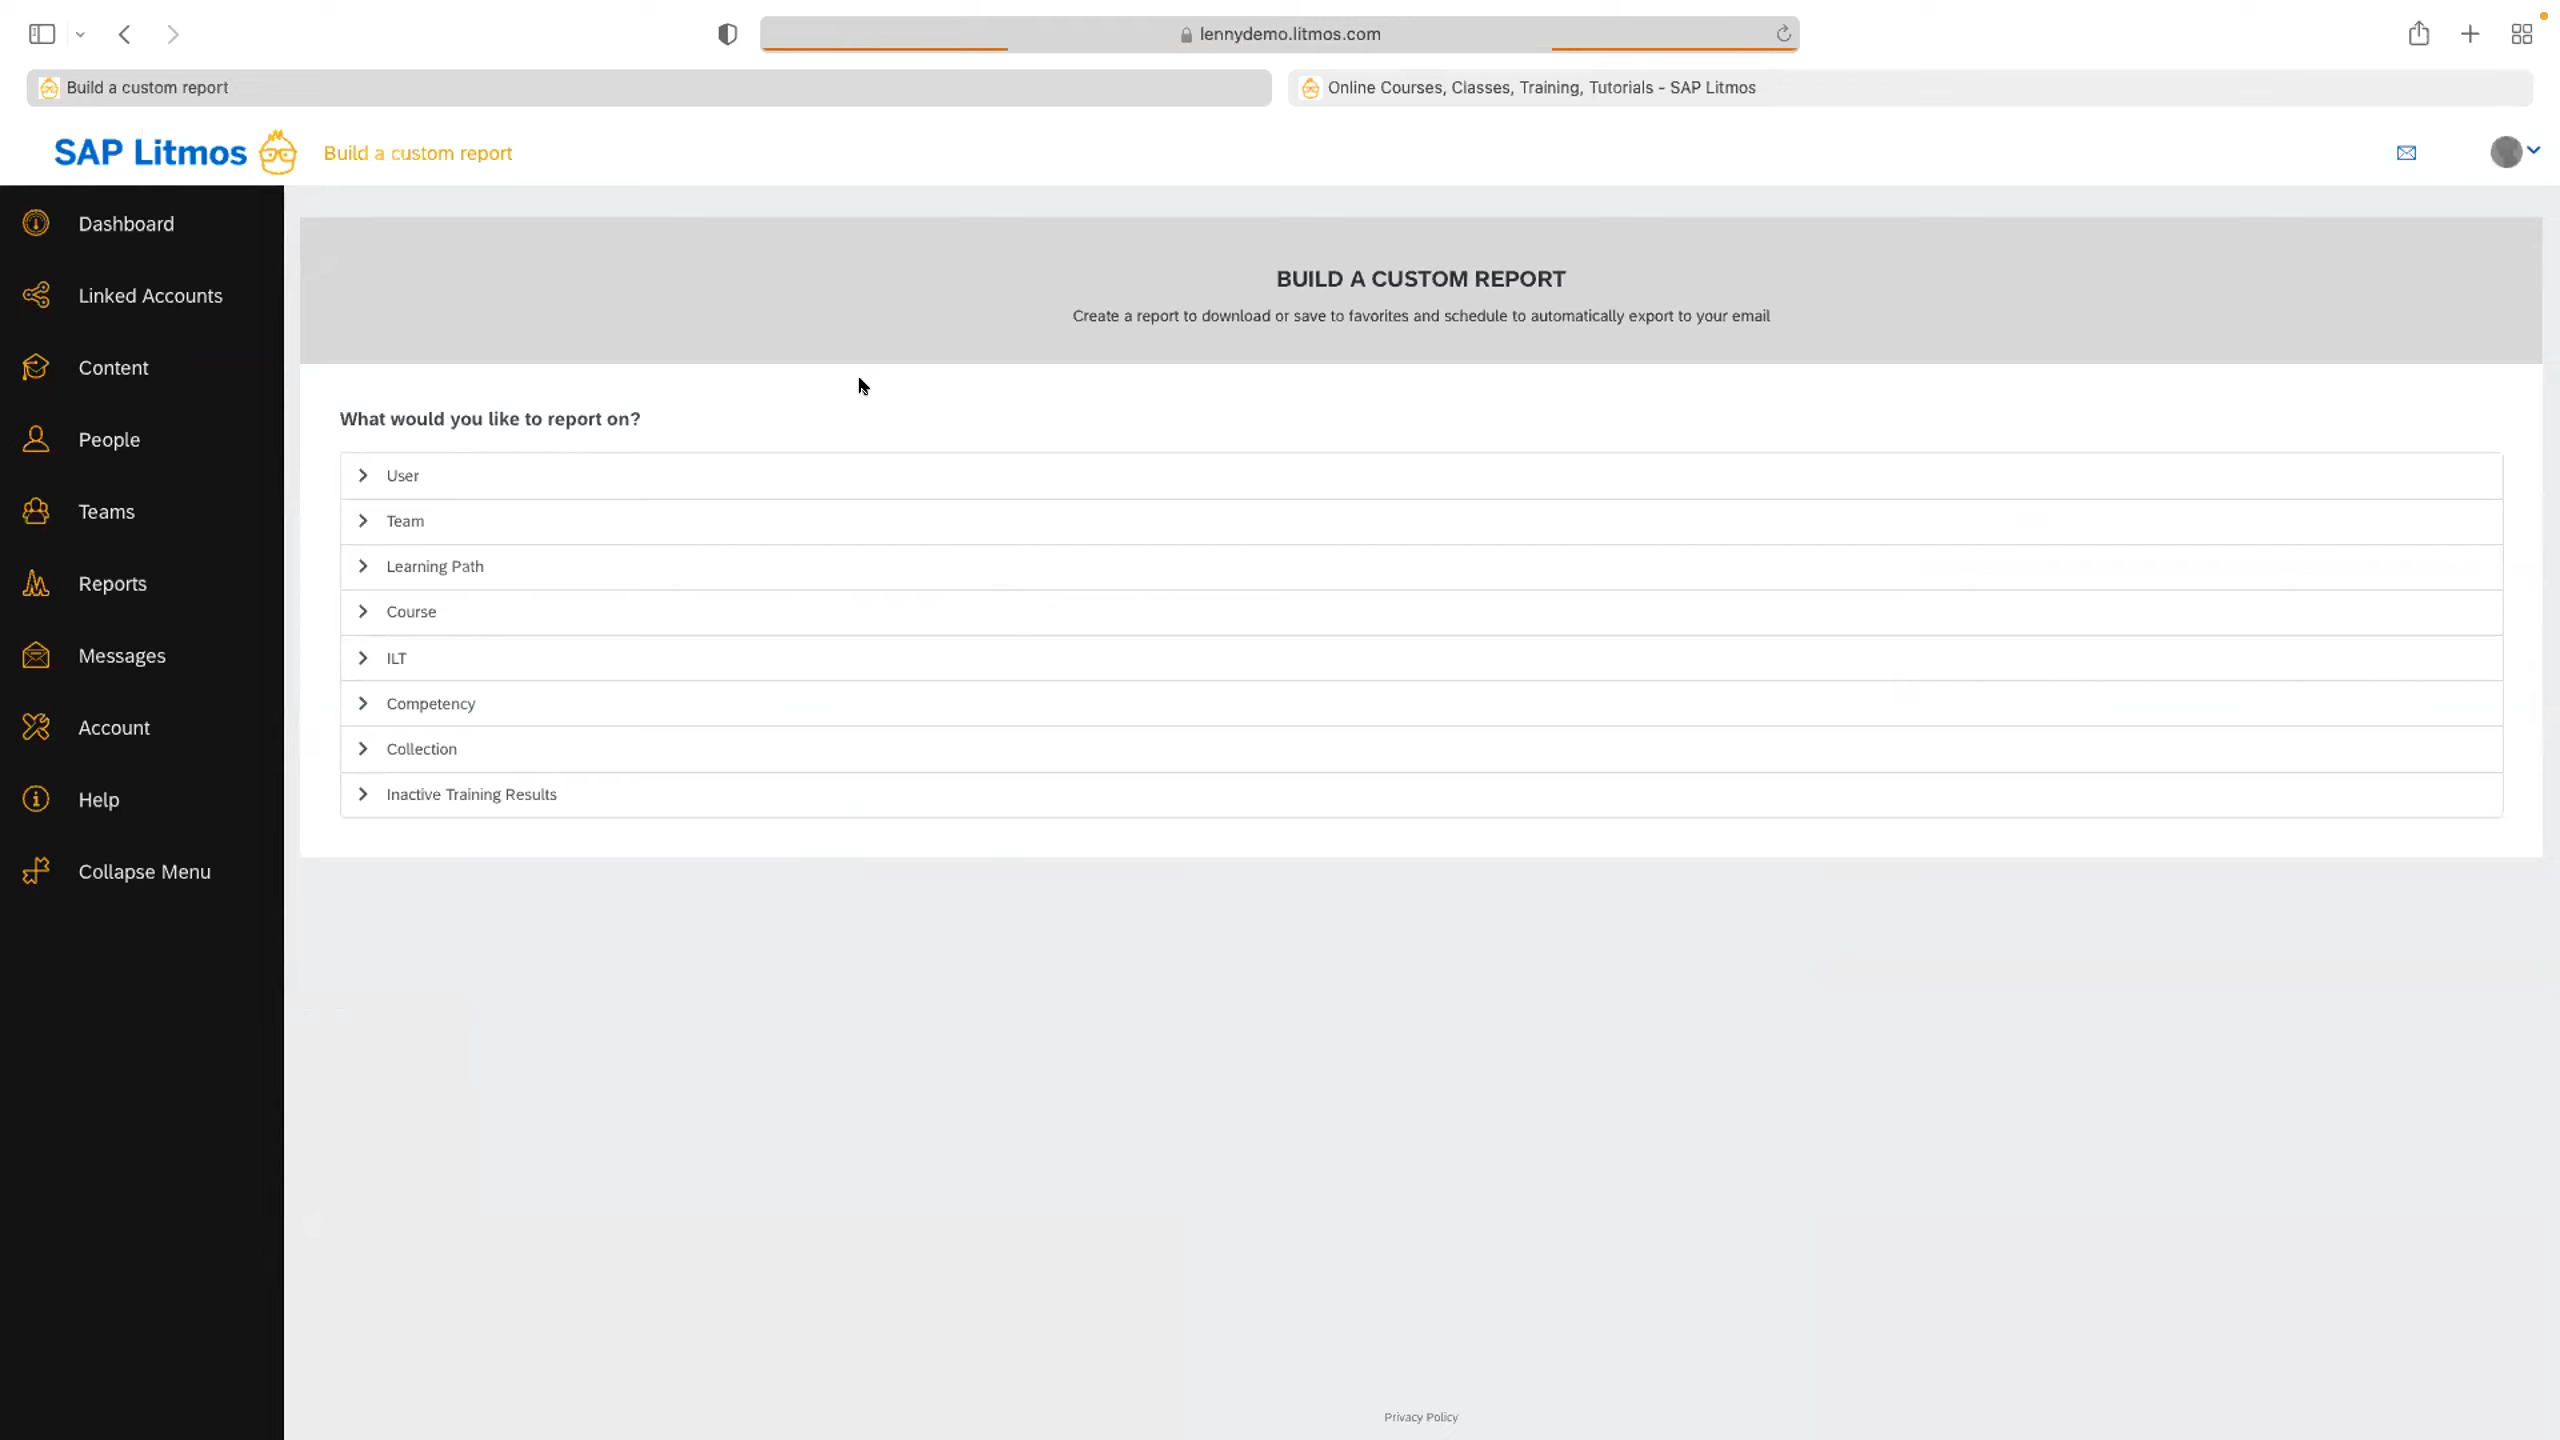 lennydemo.litmos.com
Build a custom report
Online Courses, Classes, Training, Tutorials - SAP Litmos
SAP Litmos
Build a custom report
Dashboard
Linked Accounts
Content
People
Teams
Reports
Messages
Account
Help
Collapse Menu
BUILD A CUSTOM REPORT
Create a report to download or save to favorites and schedule to automatically export to your email
What would you like to report on?
User
Team
Learning Path
Course
ILT
Competency
Collection
Inactive Training Results
Privacy Policy